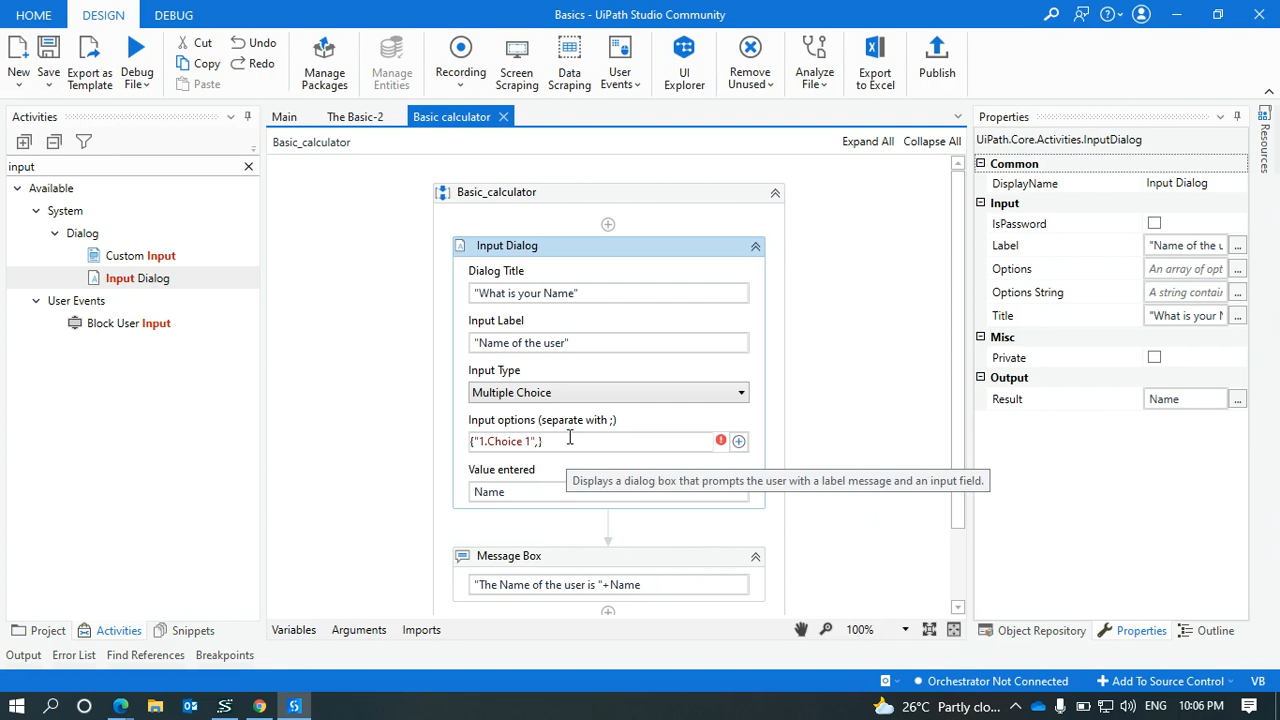 HOME DESIGN DEBUG Basics - UiPath Studio Community
New Save Export as Template Debug File Cut Copy Paste Undo Redo Manage Packages Manage Entities Recording Screen Scraping Data Scraping User Events UI Explorer Remove Unused Analyze File Export to Excel Publish
Activities
input
Available
System
Dialog
Custom Input
Input Dialog
User Events
Block User Input
Main The Basic-2 Basic calculator
Basic_calculator Expand All Collapse All
Basic_calculator
Input Dialog
Dialog Title
"What is your Name"
Input Label
"Name of the user"
Input Type
Multiple Choice
Input options (separate with ;)
{"1.Choice 1",}
Value entered
Displays a dialog box that prompts the user with a label message and an input field.
Name
Message Box
"The Name of the user is "+Name
Properties
UiPath.Core.Activities.InputDialog
Common
DisplayName Input Dialog
Input
IsPassword
Label "Name of the u ...
Options An array of opt ...
Options String A string contain ...
Title "What is your N ...
Misc
Private
Output
Result Name ...
Resources
Project Activities Snippets
Variables Arguments Imports 100%
Object Repository Properties Outline
Output Error List Find References Breakpoints
Orchestrator Not Connected Add To Source Control VB
26°C Partly clo... ENG 10:06 PM